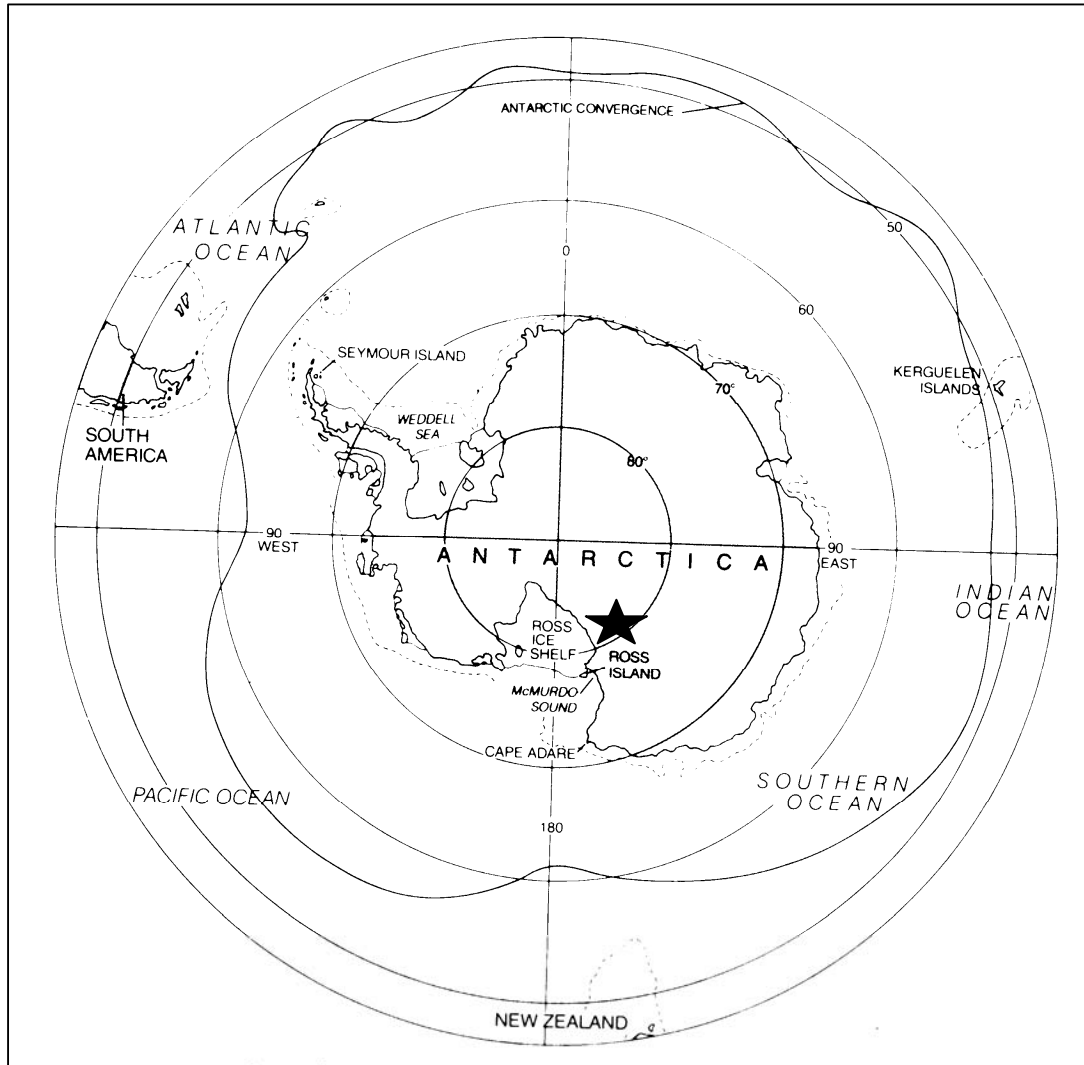 ANTARCTIC CONVERGENCE
ATLANTIC
OCEAN
50
0
60
SEYMOUR ISLAND
KERGUELEN
ISLANDS
70°
WEDDELL
SEA
SOUTH
AMERICA
80°
90
WEST
ANTARCTICA
90
EAST
INDIAN
OCEAN
ROSS
ICE
SHELF
ROSS
ISLAND
McMURDO
SOUND
CAPE ADARE
SOUTHERN
OCEAN
PACIFIC OCEAN
180
NEW ZEALAND